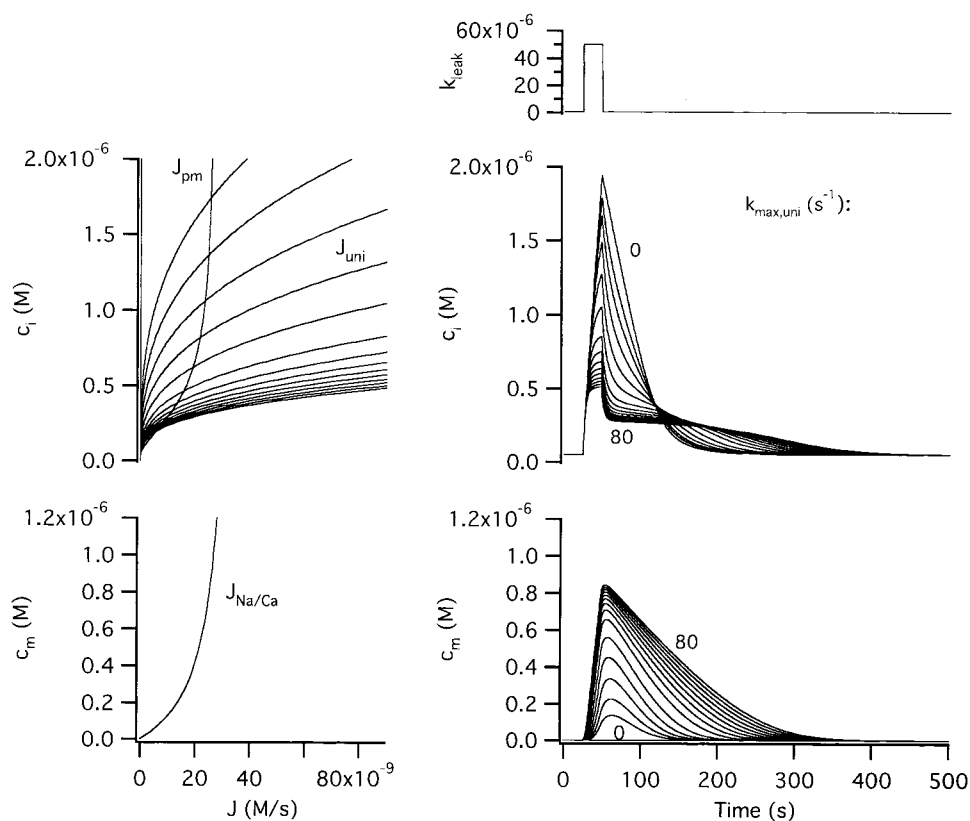 60x10⁻⁶
40
20
0
k_leak
2.0x10⁻⁶
1.5
1.0
0.5
0.0
c_i (M)
J_pm
J_uni
2.0x10⁻⁶
1.5
1.0
0.5
0.0
c_i (M)
k_max,uni (s⁻¹):
0
80
1.2x10⁻⁶
1.0
0.8
0.6
0.4
0.2
0.0
c_m (M)
J_Na/Ca
0 20 40 80x10⁻⁹
J (M/s)
1.2x10⁻⁶
1.0
0.8
0.6
0.4
0.2
0.0
c_m (M)
80
0
0 100 200 300 400 500
Time (s)